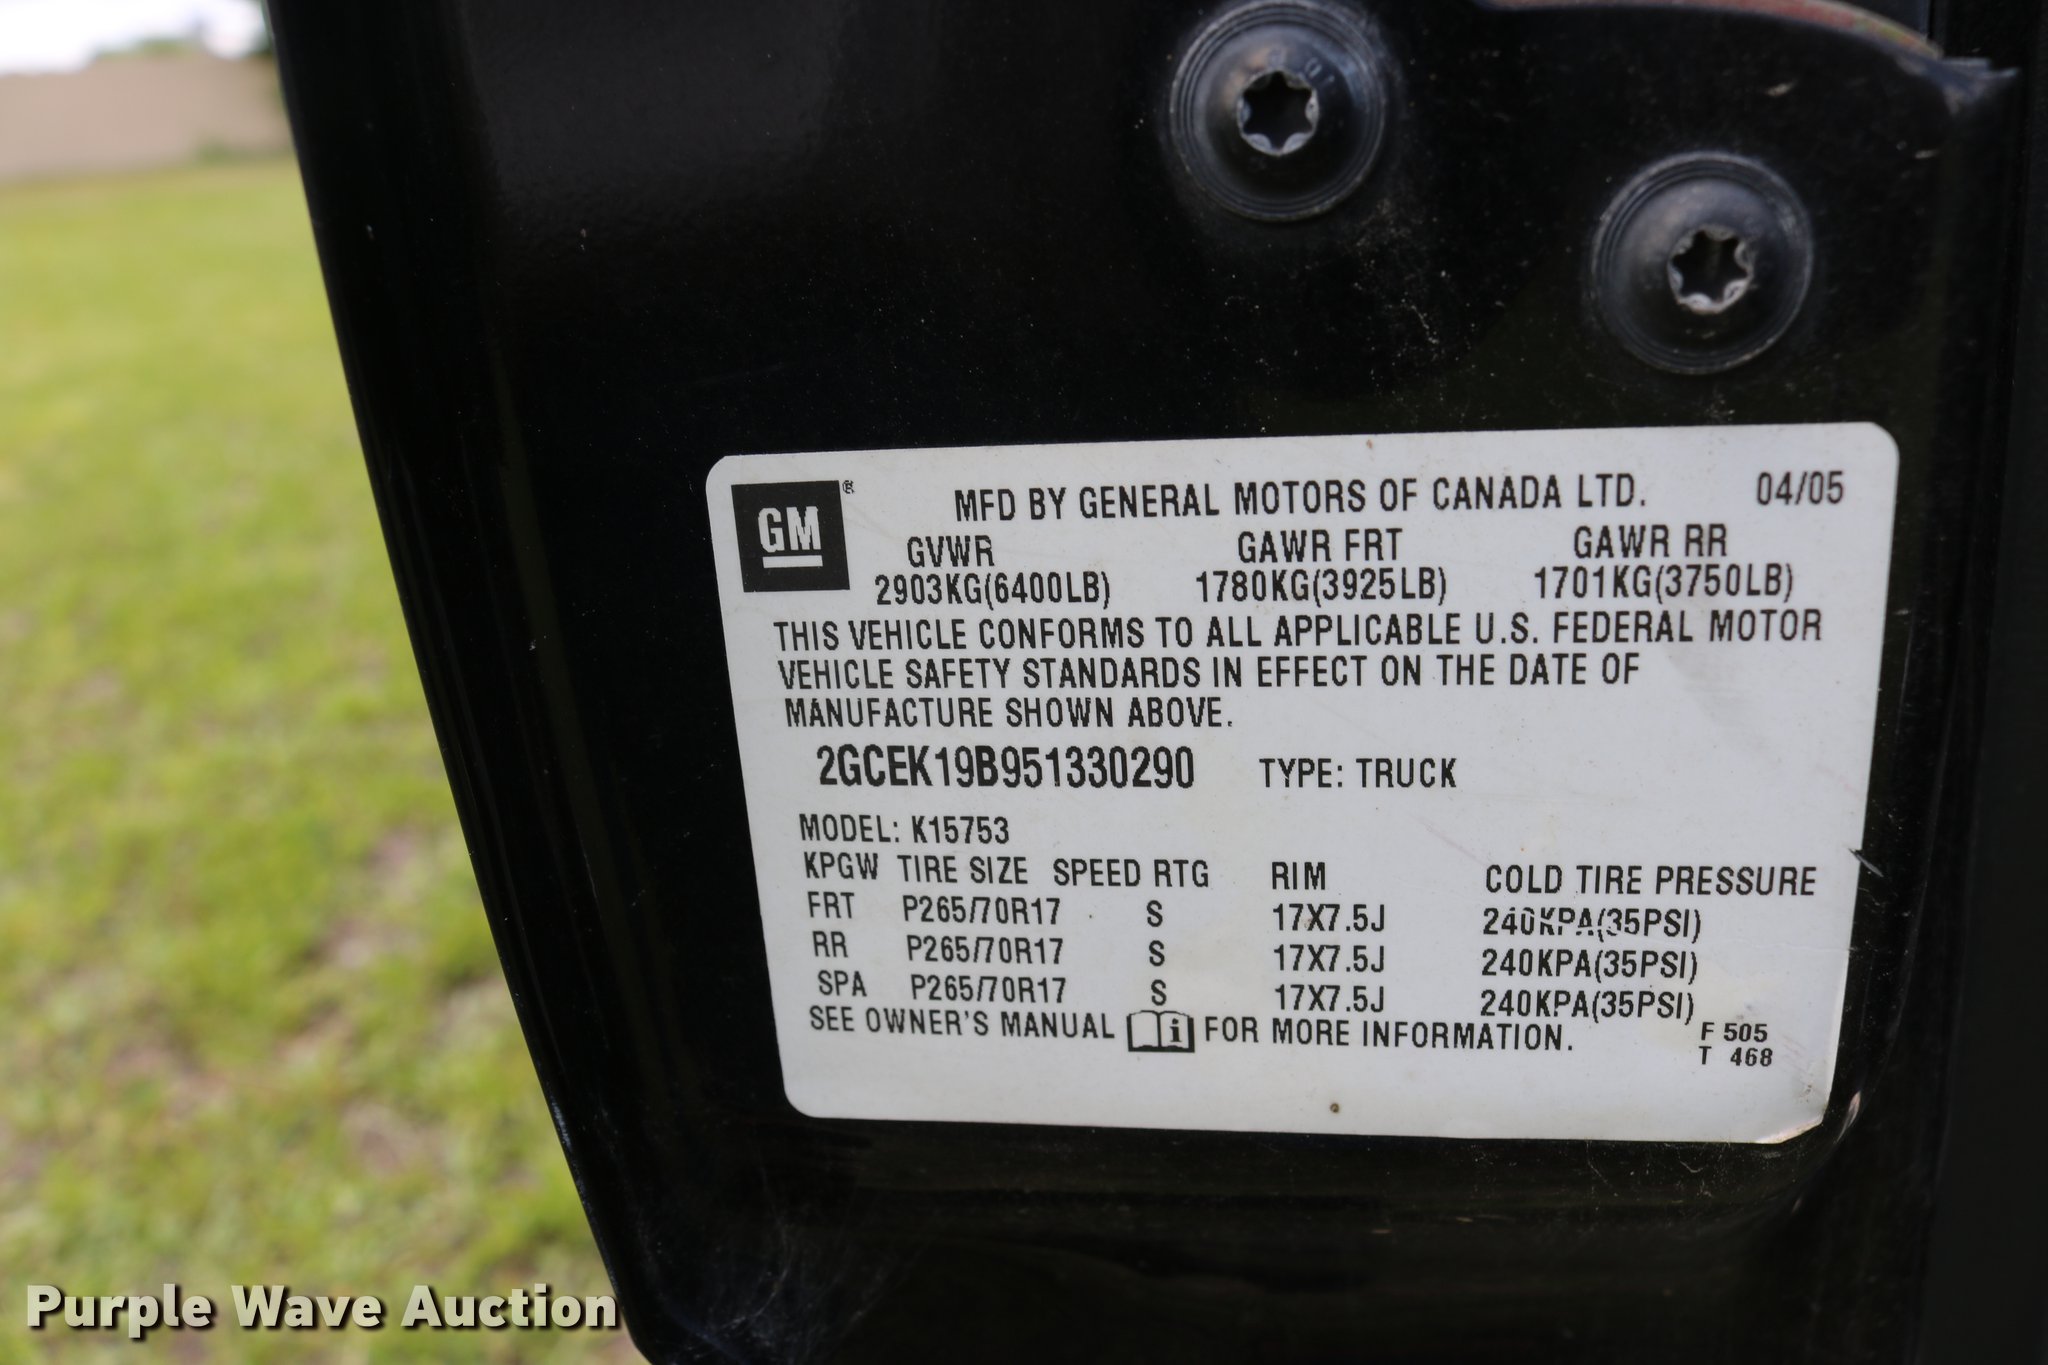 GM®
MFD BY GENERAL MOTORS OF CANADA LTD. 04/05
GVWR GAWR FRT GAWR RR
2903KG(6400LB) 1780KG(3925LB) 1701KG(3750LB)
THIS VEHICLE CONFORMS TO ALL APPLICABLE U.S. FEDERAL MOTOR
VEHICLE SAFETY STANDARDS IN EFFECT ON THE DATE OF
MANUFACTURE SHOWN ABOVE.
2GCEK19B951330290 TYPE: TRUCK
MODEL: K15753
KPGW TIRE SIZE SPEED RTG RIM COLD TIRE PRESSURE
FRT P265/70R17 S 17X7.5J 240KPA(35PSI)
RR P265/70R17 S 17X7.5J 240KPA(35PSI)
SPA P265/70R17 S 17X7.5J 240KPA(35PSI)
SEE OWNER'S MANUAL i FOR MORE INFORMATION.
F 505
T 468
Purple Wave Auction